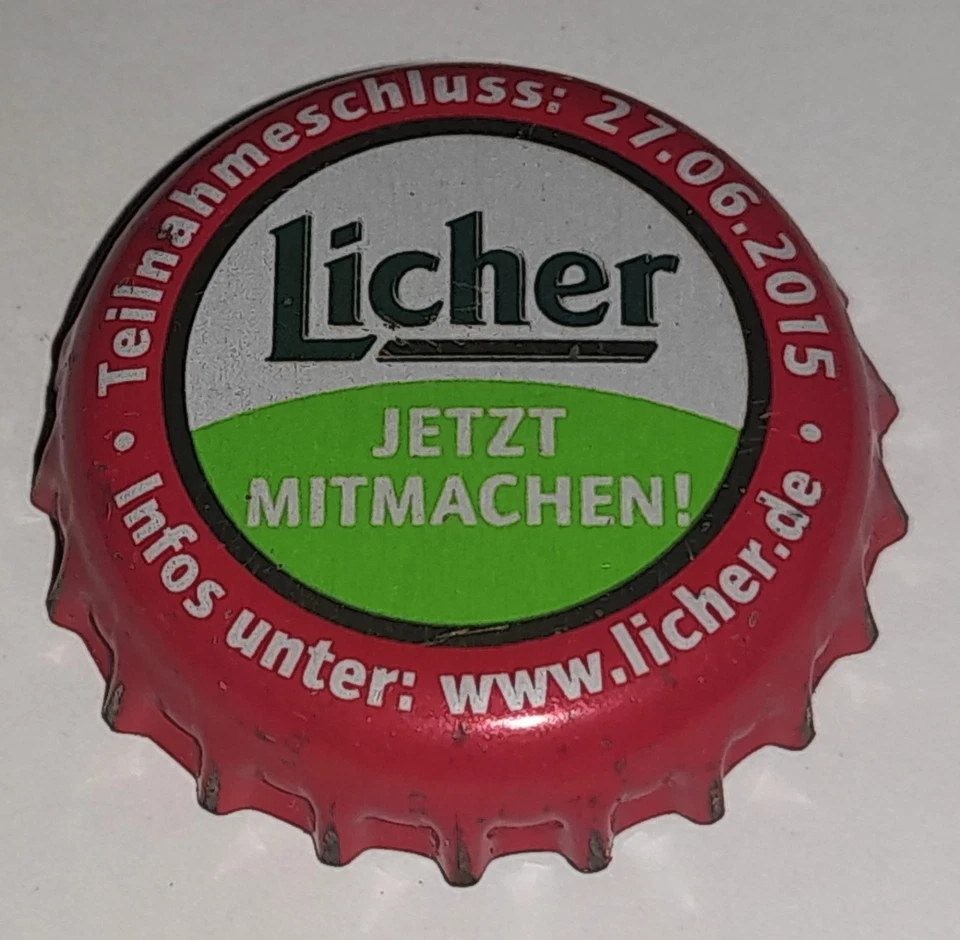 Teilnahmeschluss: 27.06.2015 •
Licher
JETZT
MITMACHEN!
Infos unter: www.licher.de •